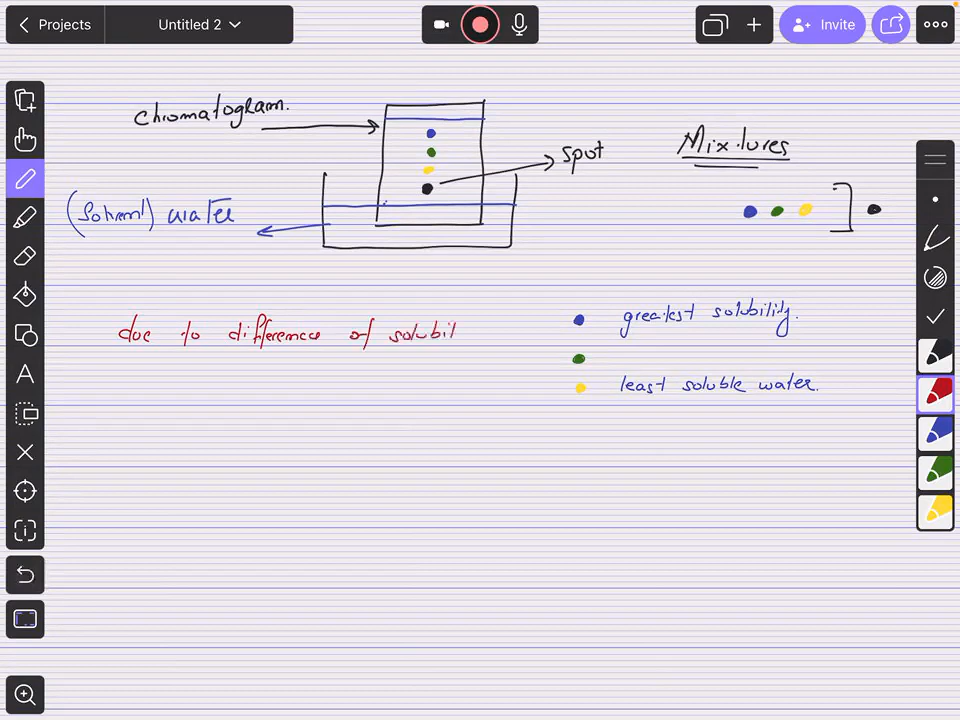 Projects
Untitled 2
Invite
chromatogram.
spot
Mixtures
(Solvent) water
due to difference of solubil
greatest solubility.
least soluble water.